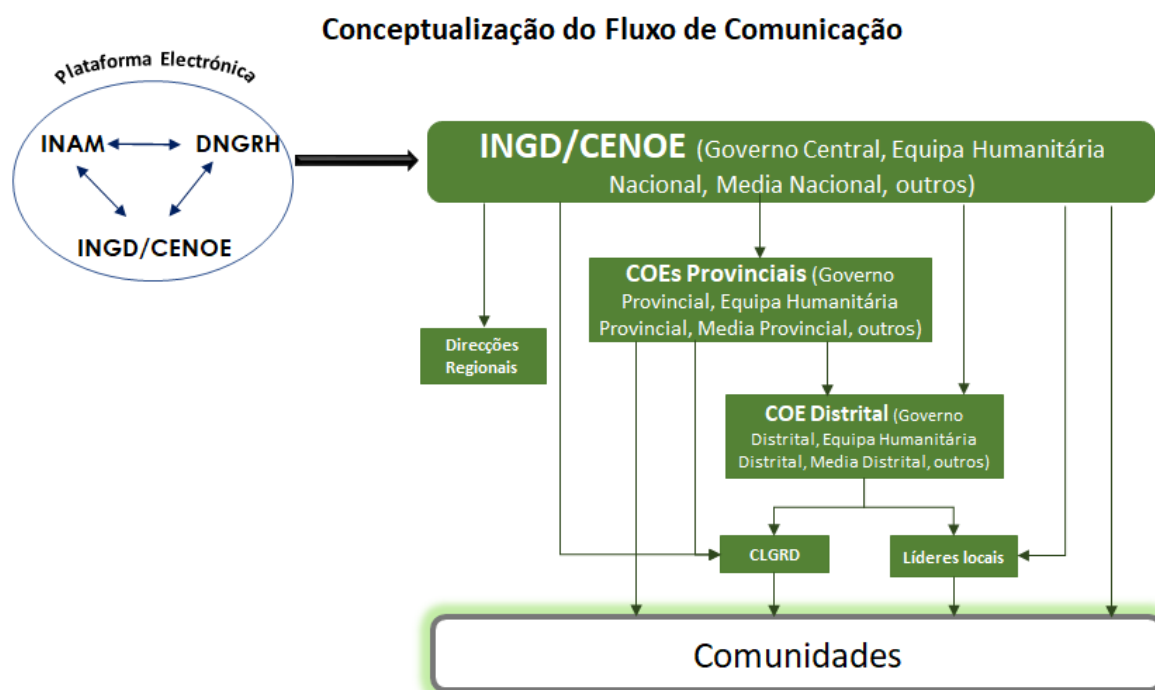 Conceptualização do Fluxo de Comunicação
Plataforma Electrónica
INAM
DNGRH
INGD/CENOE
INGD/CENOE (Governo Central, Equipa Humanitária
Nacional, Media Nacional, outros)
COEs Provinciais (Governo
Provincial, Equipa Humanitária
Provincial, Media Provincial, outros)
Direcções
Regionais
COE Distrital (Governo
Distrital, Equipa Humanitária
Distrital, Media Distrital, outros)
CLGRD
Líderes locais
Comunidades